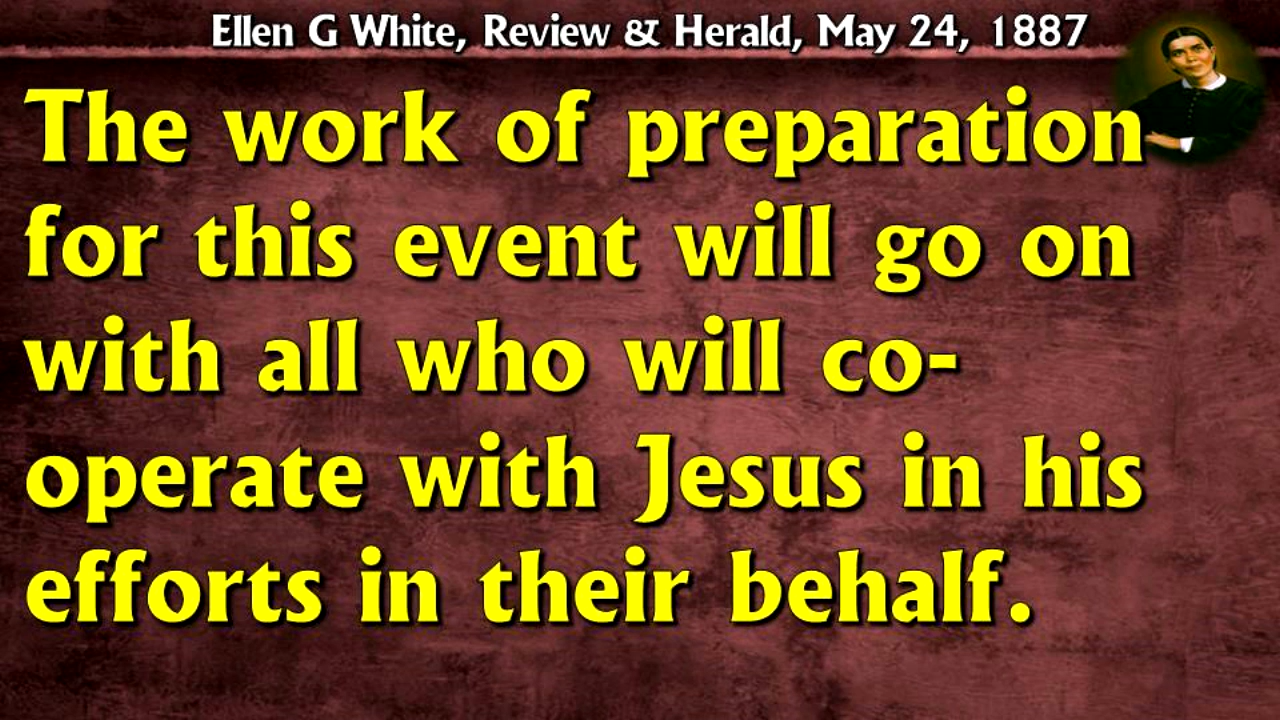 Ellen G White, Review & Herald, May 24, 1887
The work of preparation
for this event will go on
with all who will co-
operate with Jesus in his
efforts in their behalf.